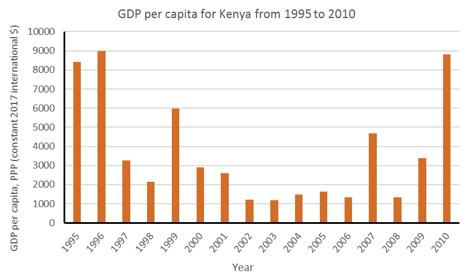 GDP per capita for Kenya from 1995 to 2010
GDP per capita, PPP (constant 2017 international $)
10000
9000
8000
7000
6000
5000
4000
3000
2000
1000
0
1995 1996 1997 1998 1999 2000 2001 2002 2003 2004 2005 2006 2007 2008 2009 2010
Year